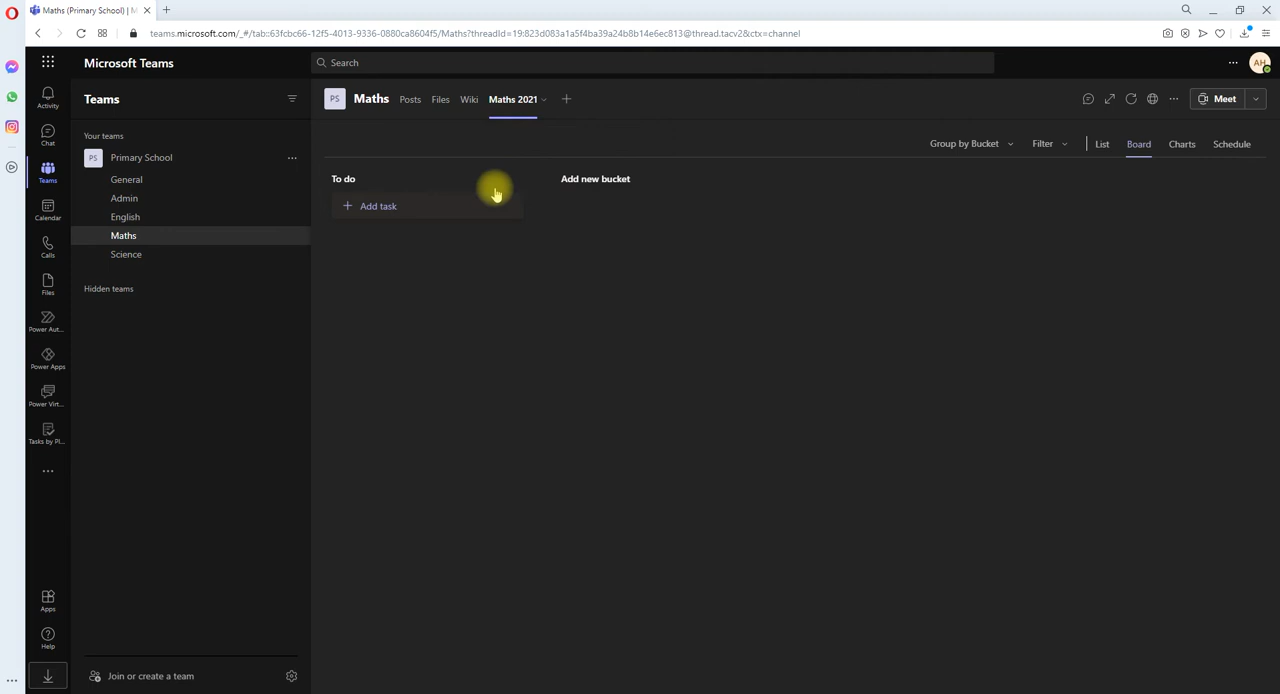 Maths (Primary School) | M
teams.microsoft.com/_#/tab::63fcbc66-12f5-4013-9336-0880ca8604f5/Maths?threadId=19:823d083a1a5f4ba39a24b8b14e6ec813@thread.tacv2&ctx=channel
Microsoft Teams
Search
AH
Activity
Chat
Teams
Calendar
Calls
Files
Power Aut...
Power Apps
Power Virt...
Tasks by Pl...
Apps
Help
Teams
Your teams
PS Primary School
General
Admin
English
Maths
Science
Hidden teams
Join or create a team
PS Maths Posts Files Wiki Maths 2021
Meet
Group by Bucket Filter List Board Charts Schedule
To do
Add new bucket
Add task